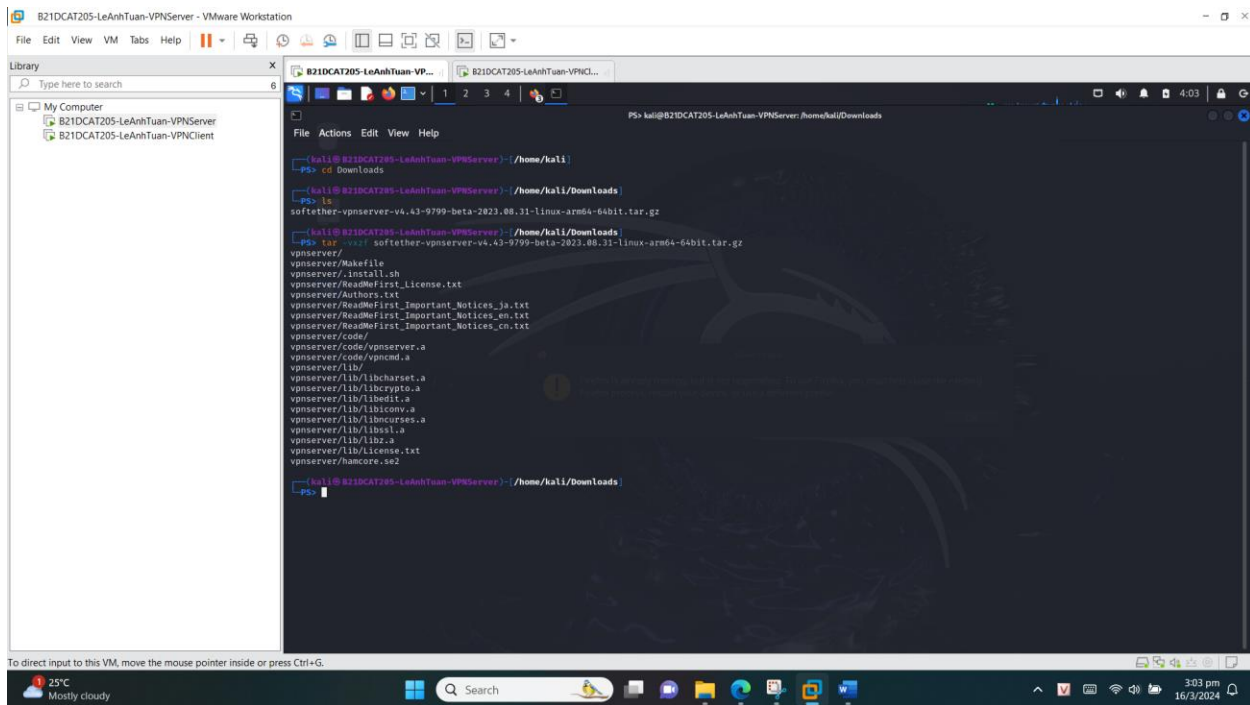 B21DCAT205-LeAnhTuan-VPNServer - VMware Workstation
File Edit View VM Tabs Help
Library
Type here to search
My Computer
B21DCAT205-LeAnhTuan-VPNServer
B21DCAT205-LeAnhTuan-VPNClient
B21DCAT205-LeAnhTuan-VP...
B21DCAT205-LeAnhTuan-VPNCl...
1 2 3 4
4:03
PS> kali@B21DCAT205-LeAnhTuan-VPNServer: /home/kali/Downloads
File Actions Edit View Help
(kali㉿B21DCAT205-LeAnhTuan-VPNServer)-[/home/kali]
PS> cd Downloads
(kali㉿B21DCAT205-LeAnhTuan-VPNServer)-[/home/kali/Downloads]
PS> ls
softether-vpnserver-v4.43-9799-beta-2023.08.31-linux-arm64-64bit.tar.gz
(kali㉿B21DCAT205-LeAnhTuan-VPNServer)-[/home/kali/Downloads]
PS> tar -vxzf softether-vpnserver-v4.43-9799-beta-2023.08.31-linux-arm64-64bit.tar.gz
vpnserver/
vpnserver/Makefile
vpnserver/.install.sh
vpnserver/ReadMeFirst_License.txt
vpnserver/Authors.txt
vpnserver/ReadMeFirst_Important_Notices_ja.txt
vpnserver/ReadMeFirst_Important_Notices_en.txt
vpnserver/ReadMeFirst_Important_Notices_cn.txt
vpnserver/code/
vpnserver/code/vpnserver.a
vpnserver/code/vpncmd.a
vpnserver/lib/
vpnserver/lib/libcharset.a
vpnserver/lib/libcrypto.a
vpnserver/lib/libedit.a
vpnserver/lib/libiconv.a
vpnserver/lib/libncurses.a
vpnserver/lib/libssl.a
vpnserver/lib/libz.a
vpnserver/lib/License.txt
vpnserver/hamcore.se2
(kali㉿B21DCAT205-LeAnhTuan-VPNServer)-[/home/kali/Downloads]
PS>
To direct input to this VM, move the mouse pointer inside or press Ctrl+G.
1
25°C
Mostly cloudy
Search
3:03 pm
16/3/2024